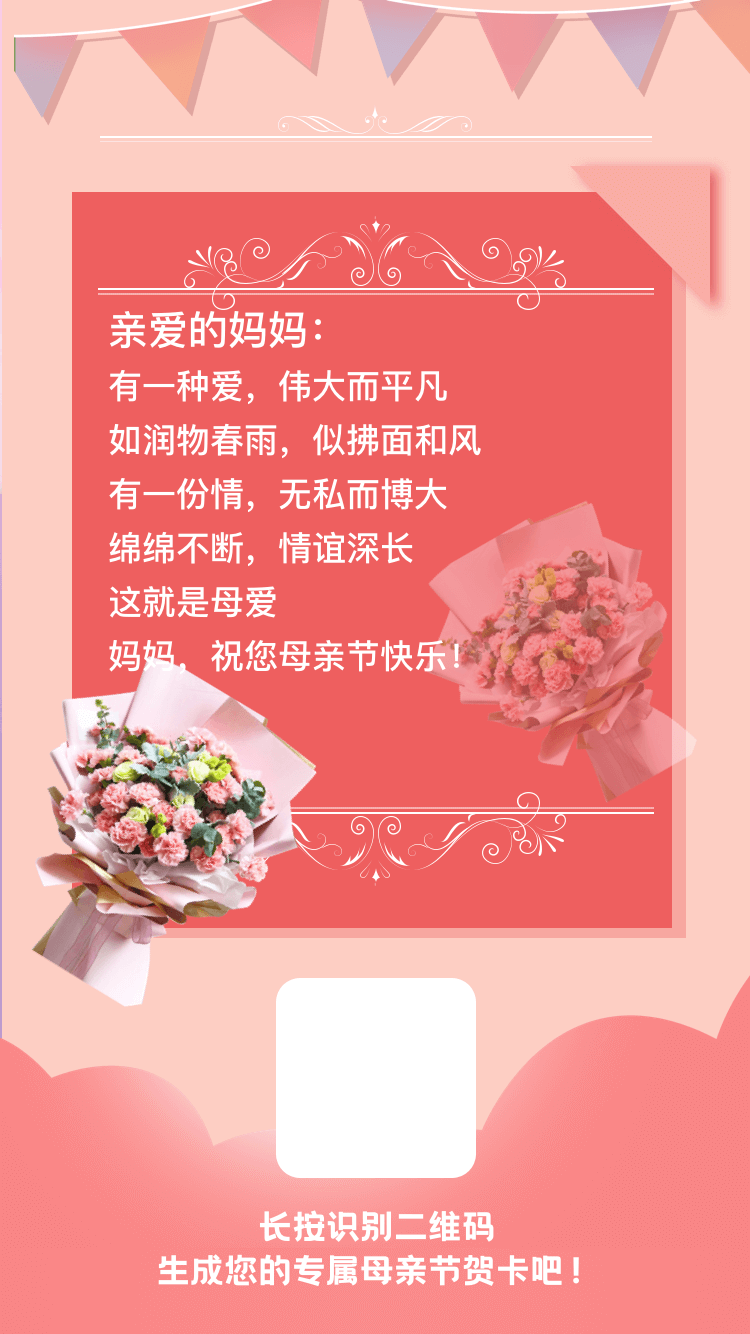 亲爱的妈妈：
有一种爱，伟大而平凡
如润物春雨，似拂面和风
有一份情，无私而博大
绵绵不断，情谊深长
这就是母爱
妈妈，祝您母亲节快乐！
长按识别二维码
生成您的专属母亲节贺卡吧！